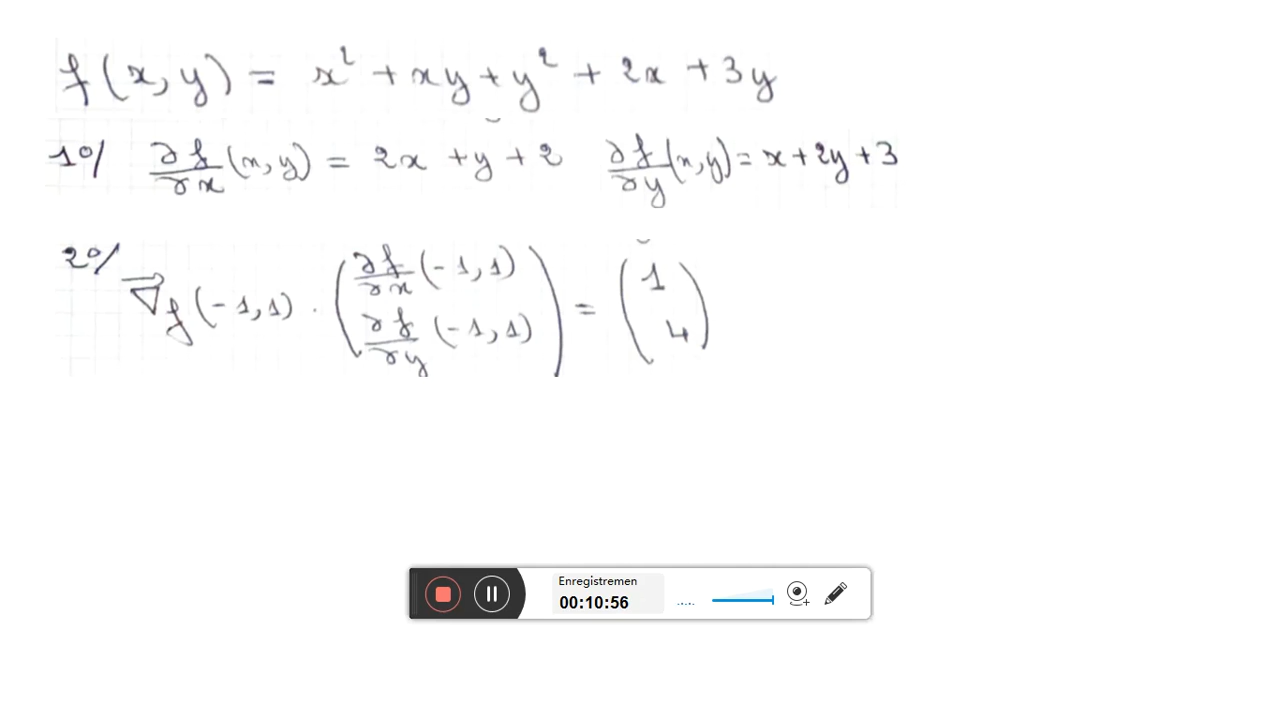 f(x,y) = x² + xy + y² + 2x + 3y
1°/ ∂f/∂x (x,y) = 2x + y + 2   ∂f/∂y (x,y) = x + 2y + 3
2°/ ∇⃗f(-1,1) · ( ∂f/∂x (-1,1) ; ∂f/∂y (-1,1) ) = ( 1 ; 4 )
Enregistremen
00:10:56